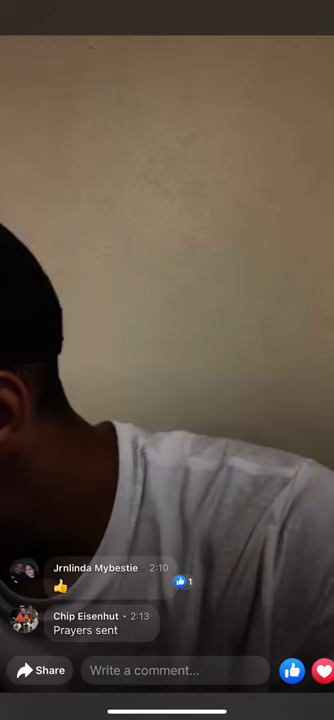 Jrnlinda Mybestie 2:10
👍
1
Chip Eisenhut • 2:13
Prayers sent
Share
Write a comment...